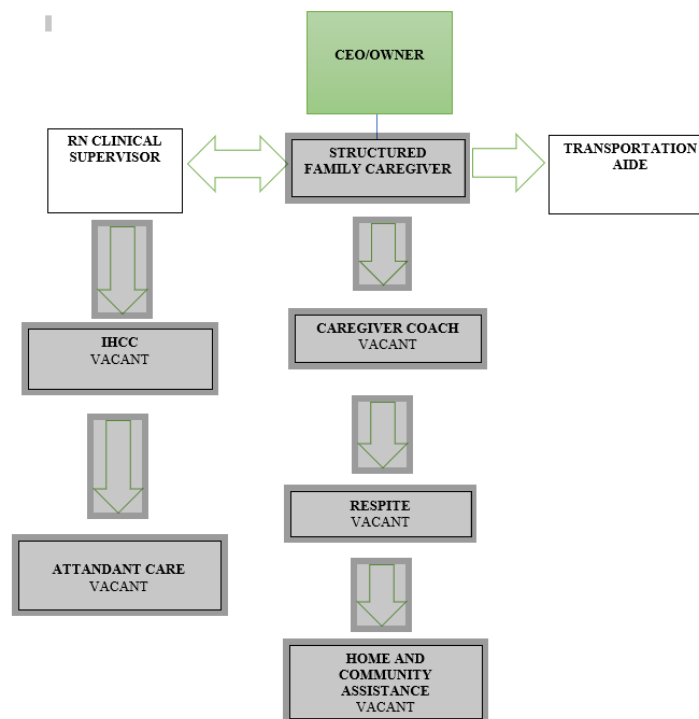 CEO/OWNER
RN CLINICAL
SUPERVISOR
STRUCTURED
FAMILY CAREGIVER
TRANSPORTATION
AIDE
IHCC
VACANT
CAREGIVER COACH
VACANT
RESPITE
VACANT
ATTANDANT CARE
VACANT
HOME AND
COMMUNITY
ASSISTANCE
VACANT